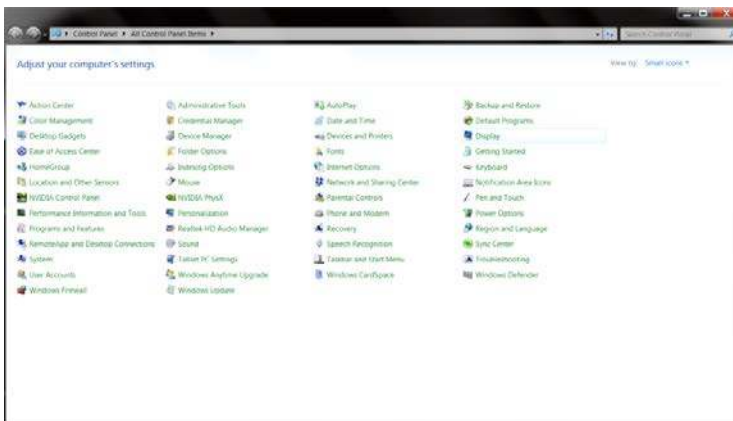 Control Panel ▸ All Control Panel Items ▸
Search Control Panel
Adjust your computer's settings
View by: Small icons
Action Center
Administrative Tools
AutoPlay
Backup and Restore
Color Management
Credential Manager
Date and Time
Default Programs
Desktop Gadgets
Device Manager
Devices and Printers
Display
Ease of Access Center
Folder Options
Fonts
Getting Started
HomeGroup
Indexing Options
Internet Options
Keyboard
Location and Other Sensors
Mouse
Network and Sharing Center
Notification Area Icons
NVIDIA Control Panel
NVIDIA PhysX
Parental Controls
Pen and Touch
Performance Information and Tools
Personalization
Phone and Modem
Power Options
Programs and Features
Realtek HD Audio Manager
Recovery
Region and Language
RemoteApp and Desktop Connections
Sound
Speech Recognition
Sync Center
System
Tablet PC Settings
Taskbar and Start Menu
Troubleshooting
User Accounts
Windows Anytime Upgrade
Windows CardSpace
Windows Defender
Windows Firewall
Windows Update